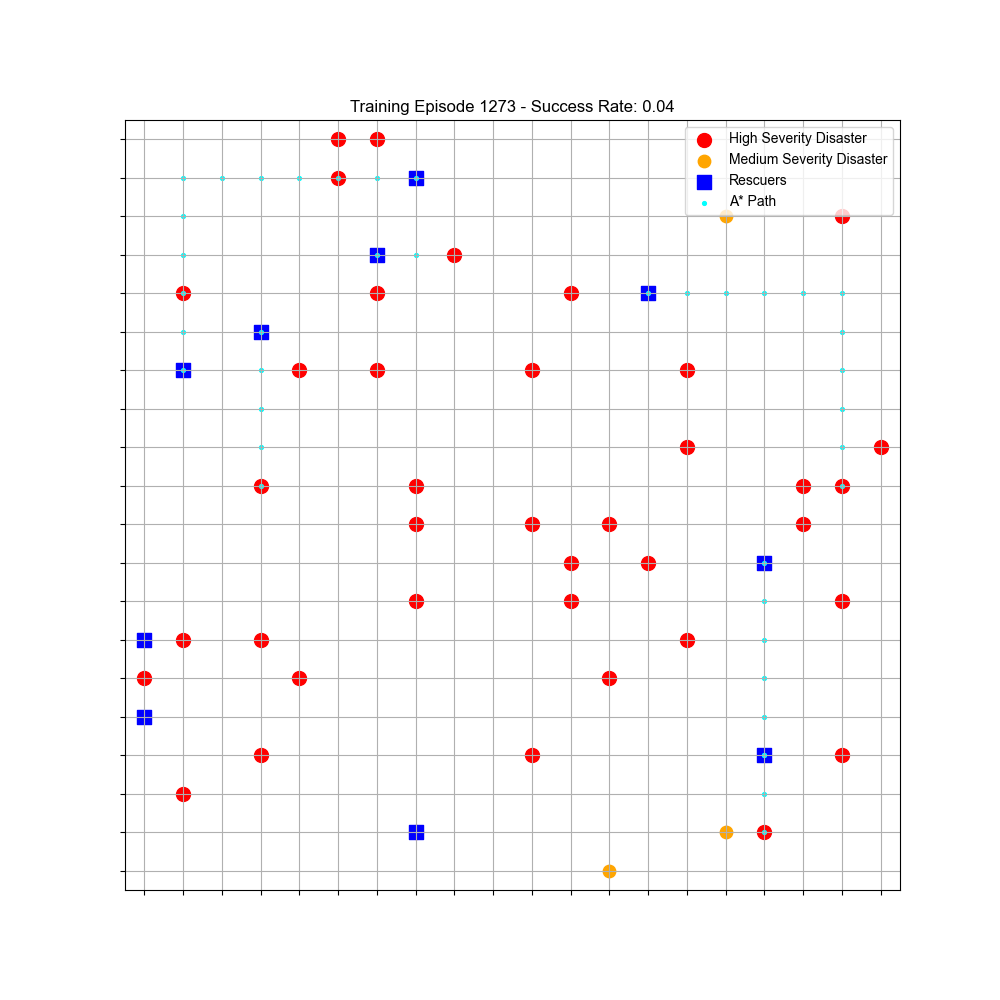 Training Episode 1273 - Success Rate: 0.04
High Severity Disaster
Medium Severity Disaster
Rescuers
A* Path